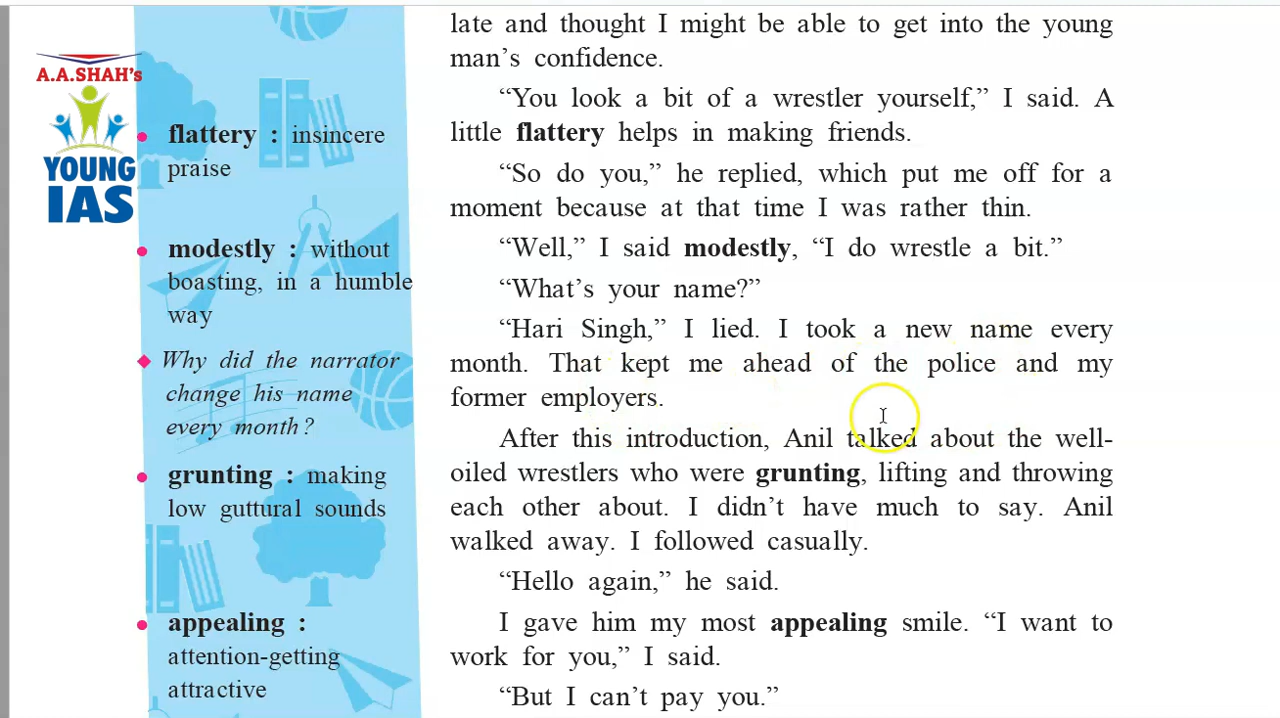 A.A.SHAH's
YOUNG
IAS
flattery : insincere
praise
modestly : without
boasting, in a humble
way
Why did the narrator
change his name
every month?
grunting : making
low guttural sounds
appealing :
attention-getting
attractive
late and thought I might be able to get into the young
man's confidence.
“You look a bit of a wrestler yourself,” I said. A
little flattery helps in making friends.
“So do you,” he replied, which put me off for a
moment because at that time I was rather thin.
“Well,” I said modestly, “I do wrestle a bit.”
“What's your name?”
“Hari Singh,” I lied. I took a new name every
month. That kept me ahead of the police and my
former employers.
After this introduction, Anil talked about the well-
oiled wrestlers who were grunting, lifting and throwing
each other about. I didn't have much to say. Anil
walked away. I followed casually.
“Hello again,” he said.
I gave him my most appealing smile. “I want to
work for you,” I said.
“But I can't pay you.”